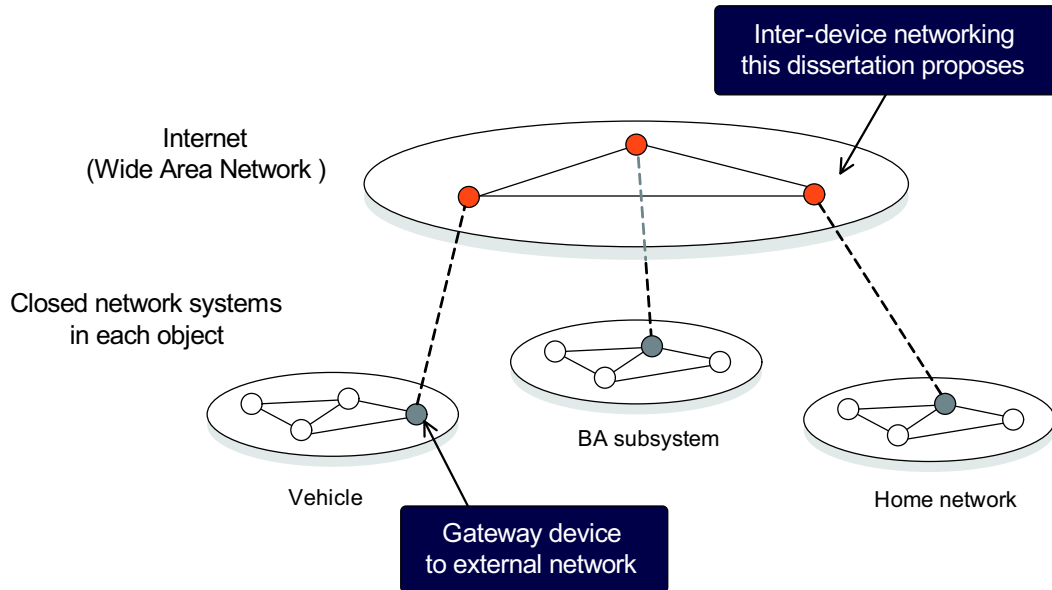 Inter-device networking
this dissertation proposes
Internet
(Wide Area Network )
Closed network systems
in each object
BA subsystem
Vehicle
Home network
Gateway device
to external network